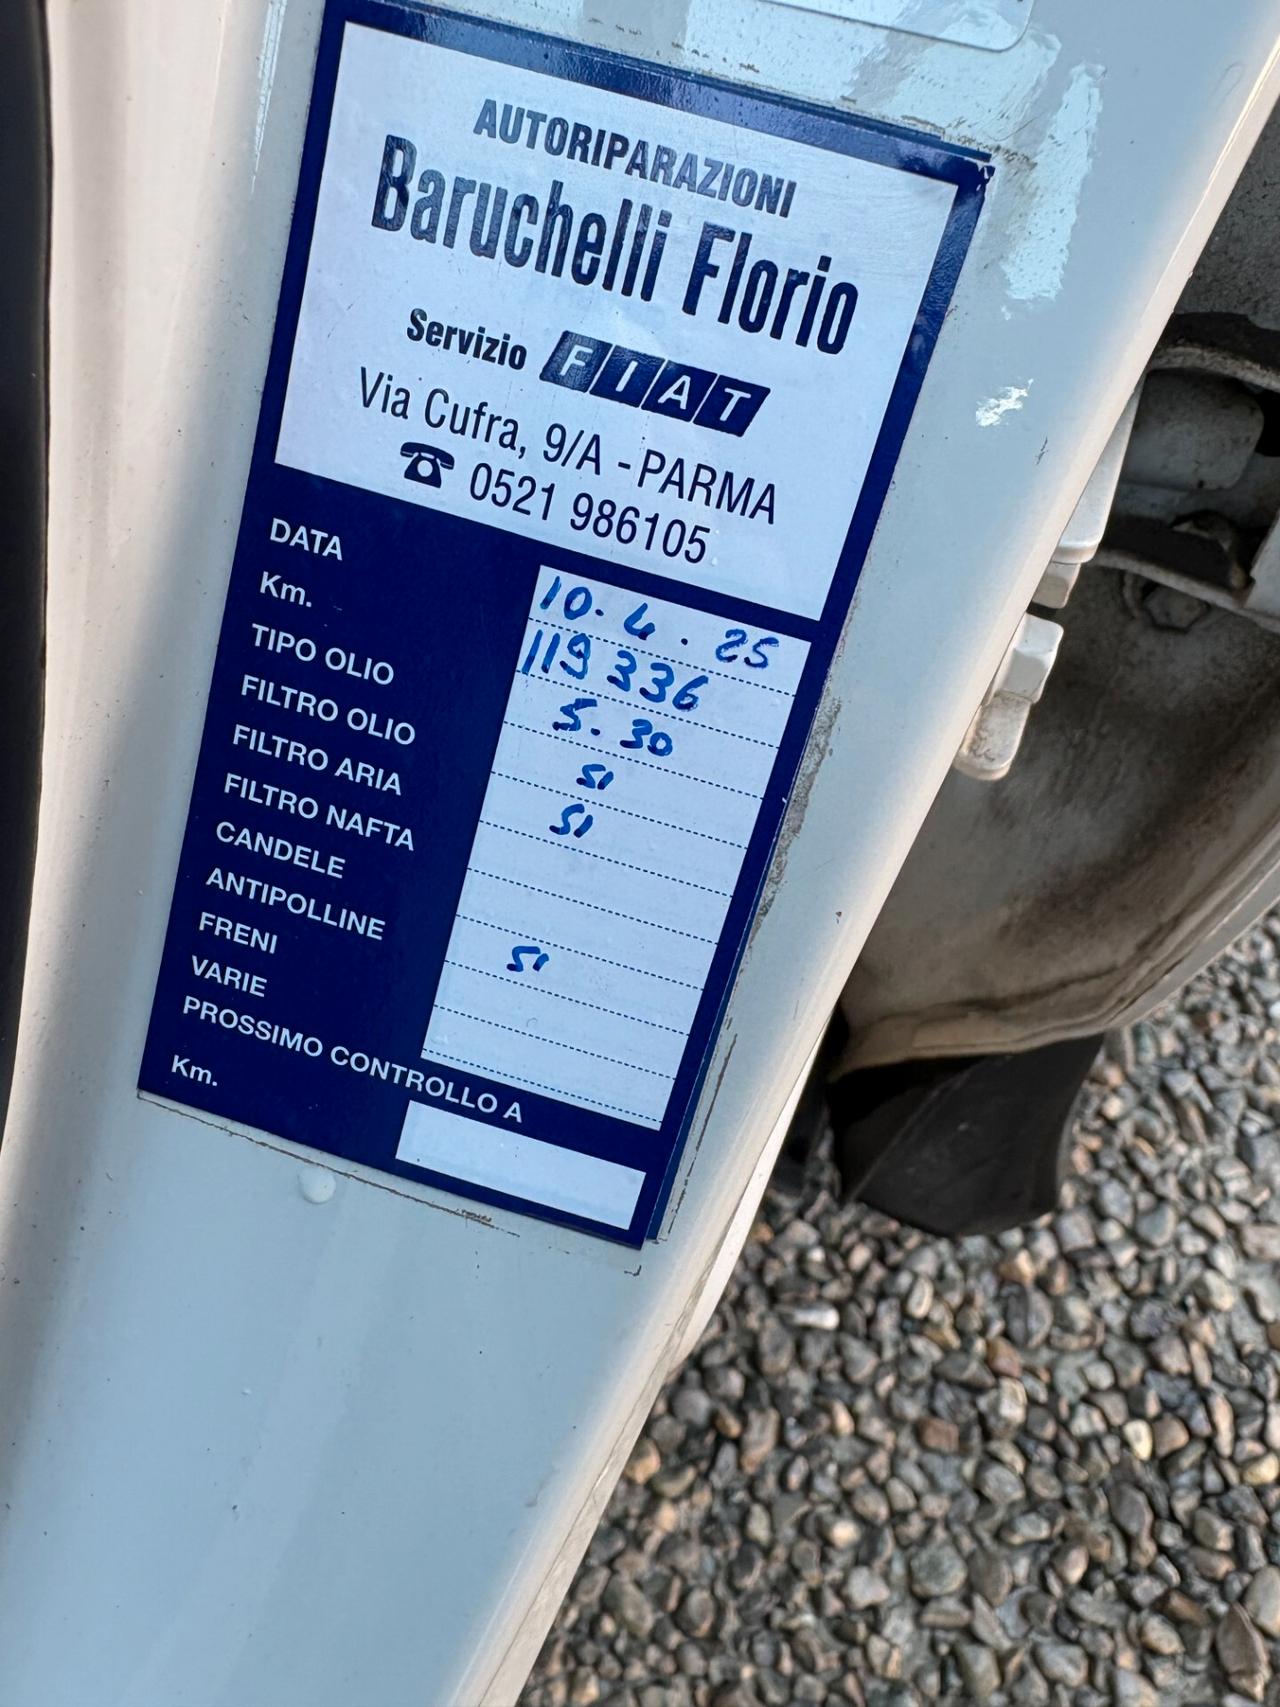 AUTORIPARAZIONI
Baruchelli Florio
Servizio FIAT
Via Cufra, 9/A - PARMA
☎ 0521 986105
DATA 10.4.25
Km. 119336
TIPO OLIO 5.30
FILTRO OLIO SI
FILTRO ARIA SI
FILTRO NAFTA
CANDELE
ANTIPOLLINE SI
FRENI
VARIE
PROSSIMO CONTROLLO A
Km.